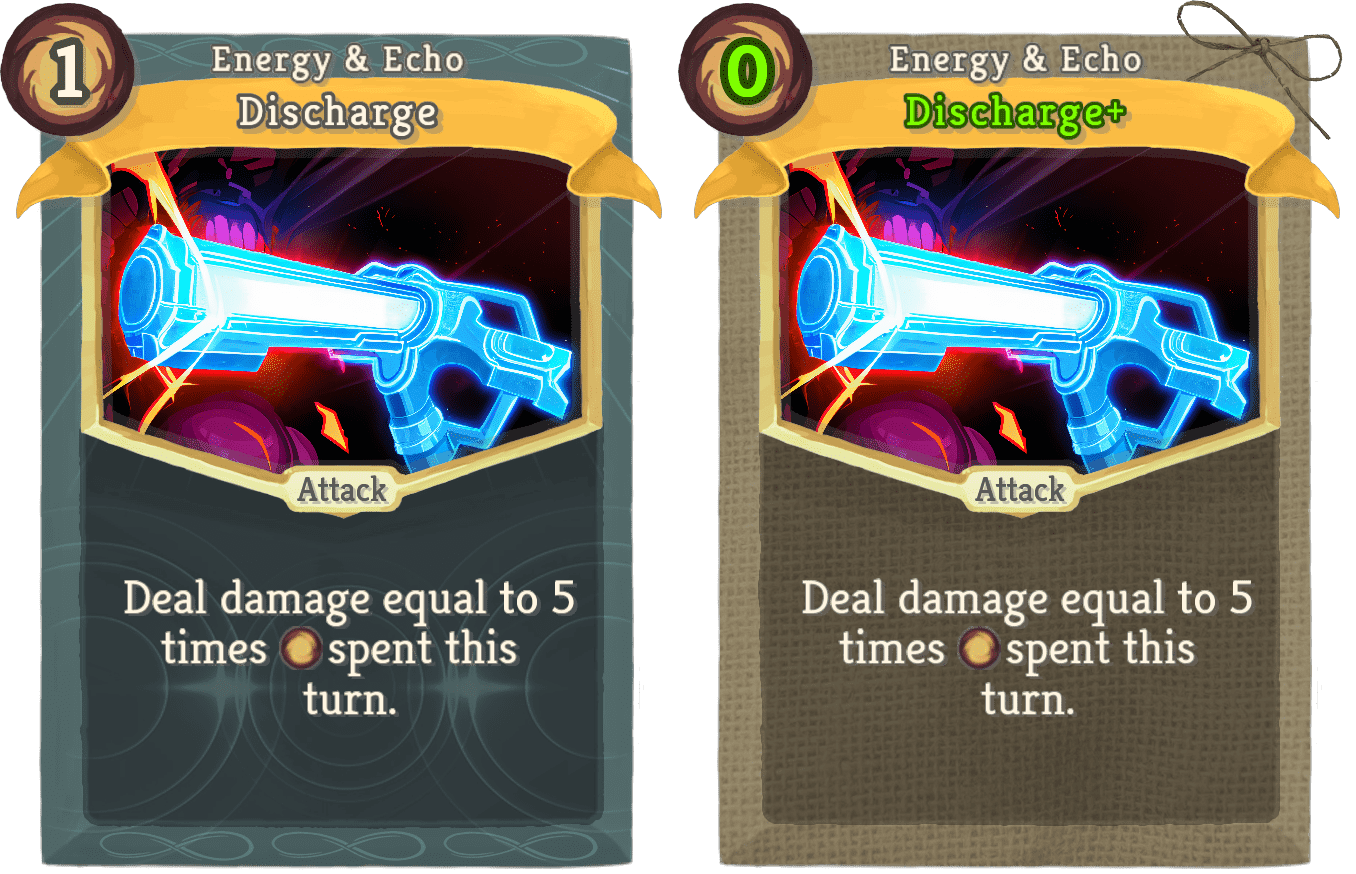 1
Energy & Echo
Discharge
Attack
Deal damage equal to 5
times spent this
turn.
0
Energy & Echo
Discharge+
Attack
Deal damage equal to 5
times spent this
turn.